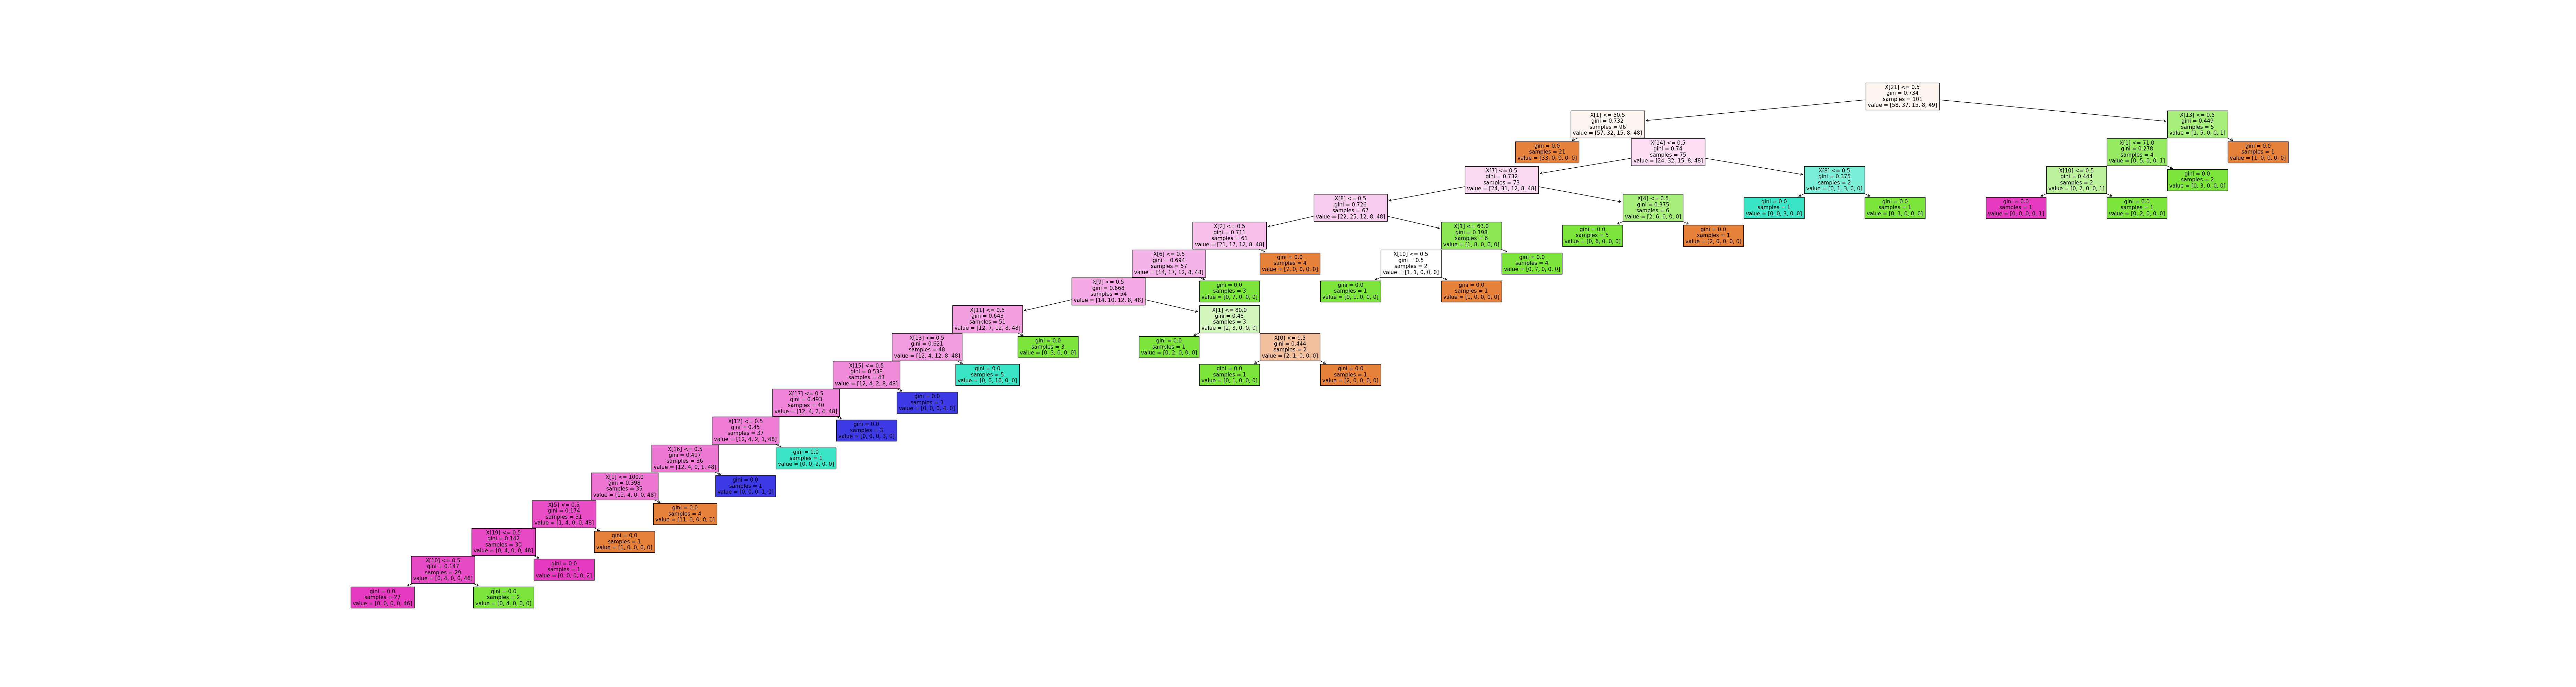 X[21] <= 0.5
gini = 0.734
samples = 101
value = [58, 37, 15, 8, 49]
X[1] <= 50.5
gini = 0.732
samples = 96
value = [57, 32, 15, 8, 48]
X[13] <= 0.5
gini = 0.449
samples = 5
value = [1, 5, 0, 0, 1]
gini = 0.0
samples = 21
value = [33, 0, 0, 0, 0]
X[14] <= 0.5
gini = 0.74
samples = 75
value = [24, 32, 15, 8, 48]
X[1] <= 71.0
gini = 0.278
samples = 4
value = [0, 5, 0, 0, 1]
gini = 0.0
samples = 1
value = [1, 0, 0, 0, 0]
X[7] <= 0.5
gini = 0.732
samples = 73
value = [24, 31, 12, 8, 48]
X[8] <= 0.5
gini = 0.375
samples = 2
value = [0, 1, 3, 0, 0]
X[10] <= 0.5
gini = 0.444
samples = 2
value = [0, 2, 0, 0, 1]
gini = 0.0
samples = 2
value = [0, 3, 0, 0, 0]
X[8] <= 0.5
gini = 0.726
samples = 67
value = [22, 25, 12, 8, 48]
X[4] <= 0.5
gini = 0.375
samples = 6
value = [2, 6, 0, 0, 0]
gini = 0.0
samples = 1
value = [0, 0, 3, 0, 0]
gini = 0.0
samples = 1
value = [0, 1, 0, 0, 0]
gini = 0.0
samples = 1
value = [0, 0, 0, 0, 1]
gini = 0.0
samples = 1
value = [0, 2, 0, 0, 0]
X[2] <= 0.5
gini = 0.711
samples = 61
value = [21, 17, 12, 8, 48]
X[1] <= 63.0
gini = 0.198
samples = 6
value = [1, 8, 0, 0, 0]
gini = 0.0
samples = 5
value = [0, 6, 0, 0, 0]
gini = 0.0
samples = 1
value = [2, 0, 0, 0, 0]
X[6] <= 0.5
gini = 0.694
samples = 57
value = [14, 17, 12, 8, 48]
gini = 0.0
samples = 4
value = [7, 0, 0, 0, 0]
X[10] <= 0.5
gini = 0.5
samples = 2
value = [1, 1, 0, 0, 0]
gini = 0.0
samples = 4
value = [0, 7, 0, 0, 0]
X[9] <= 0.5
gini = 0.668
samples = 54
value = [14, 10, 12, 8, 48]
gini = 0.0
samples = 3
value = [0, 7, 0, 0, 0]
gini = 0.0
samples = 1
value = [0, 1, 0, 0, 0]
gini = 0.0
samples = 1
value = [1, 0, 0, 0, 0]
X[11] <= 0.5
gini = 0.643
samples = 51
value = [12, 7, 12, 8, 48]
X[1] <= 80.0
gini = 0.48
samples = 3
value = [2, 3, 0, 0, 0]
X[13] <= 0.5
gini = 0.621
samples = 48
value = [12, 4, 12, 8, 48]
gini = 0.0
samples = 3
value = [0, 3, 0, 0, 0]
gini = 0.0
samples = 1
value = [0, 2, 0, 0, 0]
X[0] <= 0.5
gini = 0.444
samples = 2
value = [2, 1, 0, 0, 0]
X[15] <= 0.5
gini = 0.538
samples = 43
value = [12, 4, 2, 8, 48]
gini = 0.0
samples = 5
value = [0, 0, 10, 0, 0]
gini = 0.0
samples = 1
value = [0, 1, 0, 0, 0]
gini = 0.0
samples = 1
value = [2, 0, 0, 0, 0]
X[17] <= 0.5
gini = 0.493
samples = 40
value = [12, 4, 2, 4, 48]
gini = 0.0
samples = 3
value = [0, 0, 0, 4, 0]
X[12] <= 0.5
gini = 0.45
samples = 37
value = [12, 4, 2, 1, 48]
gini = 0.0
samples = 3
value = [0, 0, 0, 3, 0]
X[16] <= 0.5
gini = 0.417
samples = 36
value = [12, 4, 0, 1, 48]
gini = 0.0
samples = 1
value = [0, 0, 2, 0, 0]
X[1] <= 100.0
gini = 0.398
samples = 35
value = [12, 4, 0, 0, 48]
gini = 0.0
samples = 1
value = [0, 0, 0, 1, 0]
X[5] <= 0.5
gini = 0.174
samples = 31
value = [1, 4, 0, 0, 48]
gini = 0.0
samples = 4
value = [11, 0, 0, 0, 0]
X[19] <= 0.5
gini = 0.142
samples = 30
value = [0, 4, 0, 0, 48]
gini = 0.0
samples = 1
value = [1, 0, 0, 0, 0]
X[10] <= 0.5
gini = 0.147
samples = 29
value = [0, 4, 0, 0, 46]
gini = 0.0
samples = 1
value = [0, 0, 0, 0, 2]
gini = 0.0
samples = 27
value = [0, 0, 0, 0, 46]
gini = 0.0
samples = 2
value = [0, 4, 0, 0, 0]